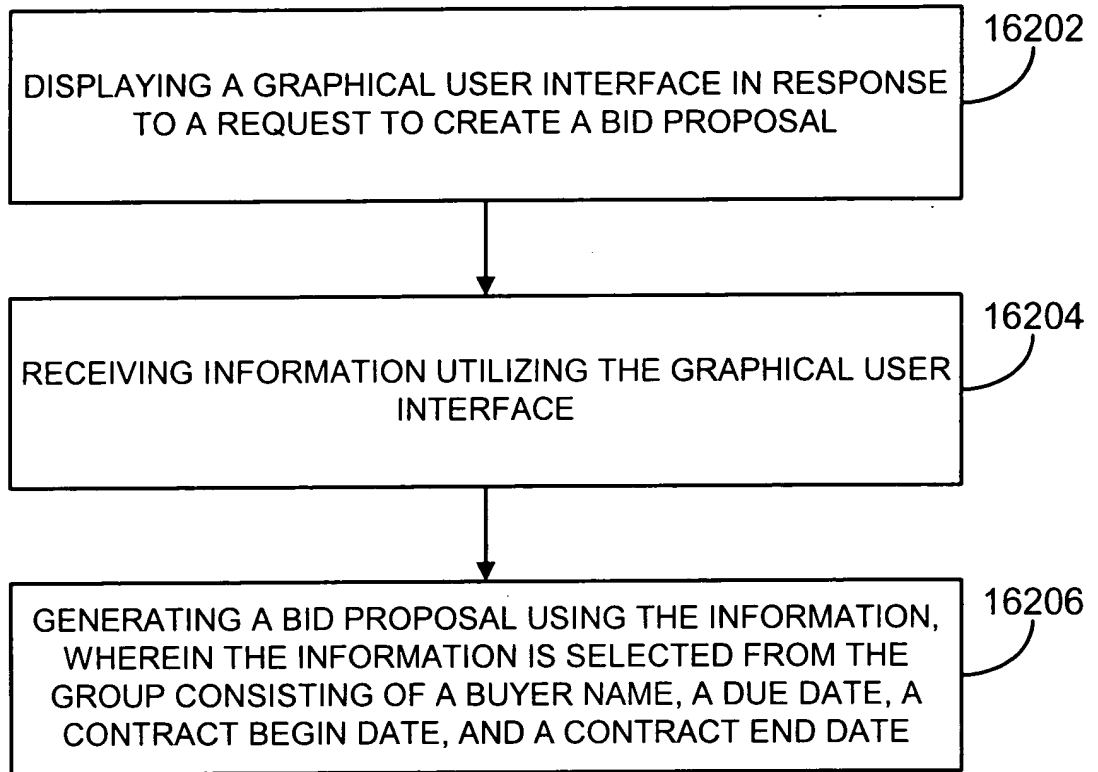 16202
DISPLAYING A GRAPHICAL USER INTERFACE IN RESPONSE
TO A REQUEST TO CREATE A BID PROPOSAL
16204
RECEIVING INFORMATION UTILIZING THE GRAPHICAL USER
INTERFACE
16206
GENERATING A BID PROPOSAL USING THE INFORMATION,
WHEREIN THE INFORMATION IS SELECTED FROM THE
GROUP CONSISTING OF A BUYER NAME, A DUE DATE, A
CONTRACT BEGIN DATE, AND A CONTRACT END DATE